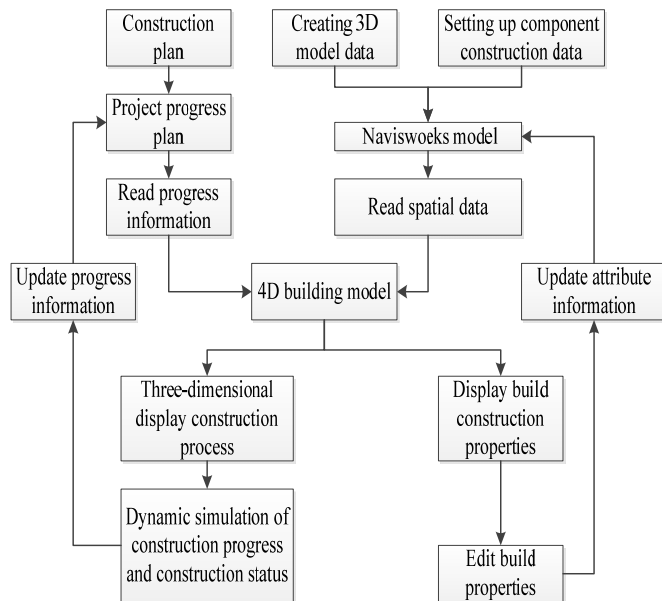 Construction
plan
Creating 3D
model data
Setting up component
construction data
Project progress
plan
Naviswoeks model
Read progress
information
Read spatial data
Update progress
information
4D building model
Update attribute
information
Three-dimensional
display construction
process
Display build
construction
properties
Dynamic simulation of
construction progress
and construction status
Edit build
properties